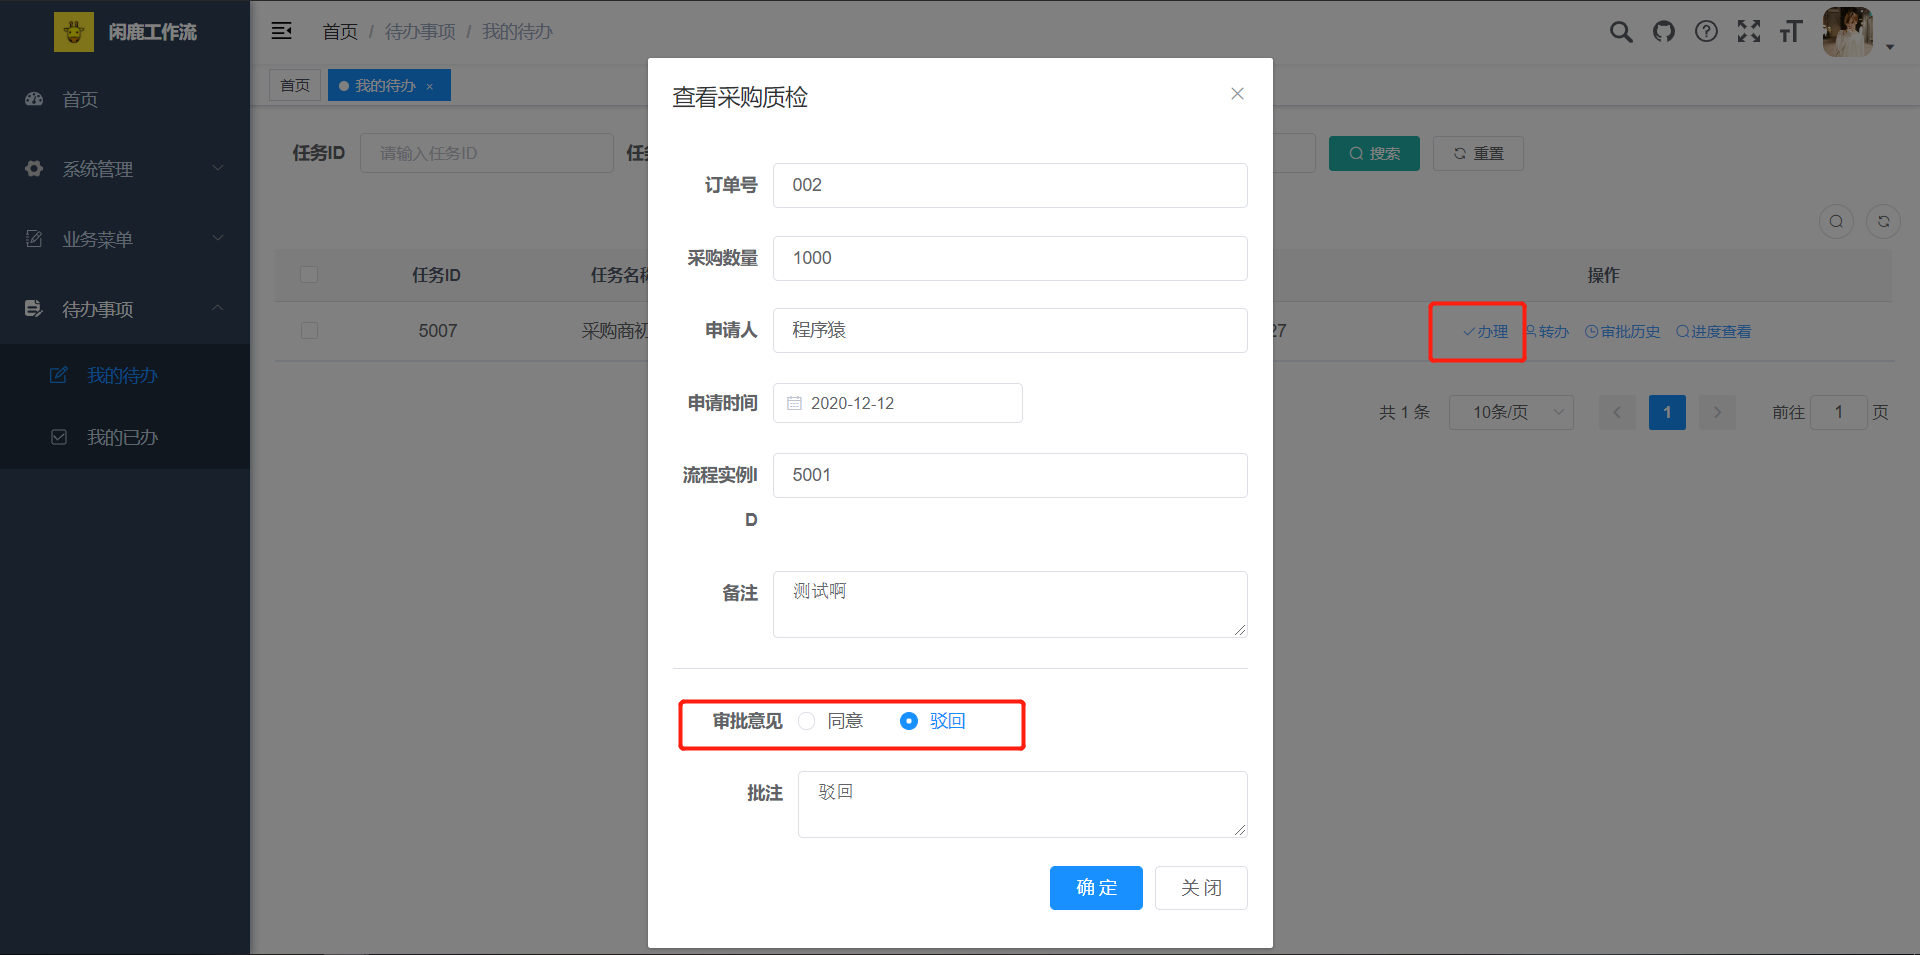 闲鹿工作流
首页 / 待办事项 / 我的待办
首页
系统管理
业务菜单
待办事项
我的待办
我的已办
首页
我的待办 ×
任务ID 请输入任务ID
搜索 重置
任务ID
操作
5007
27
办理 转办 审批历史 进度查看
共 1 条 10条/页 1 前往 1 页
查看采购质检
订单号 002
采购数量 1000
申请人 程序猿
申请时间 2020-12-12
流程实例ID 5001
备注 测试啊
审批意见 同意 驳回
批注 驳回
确 定 关 闭